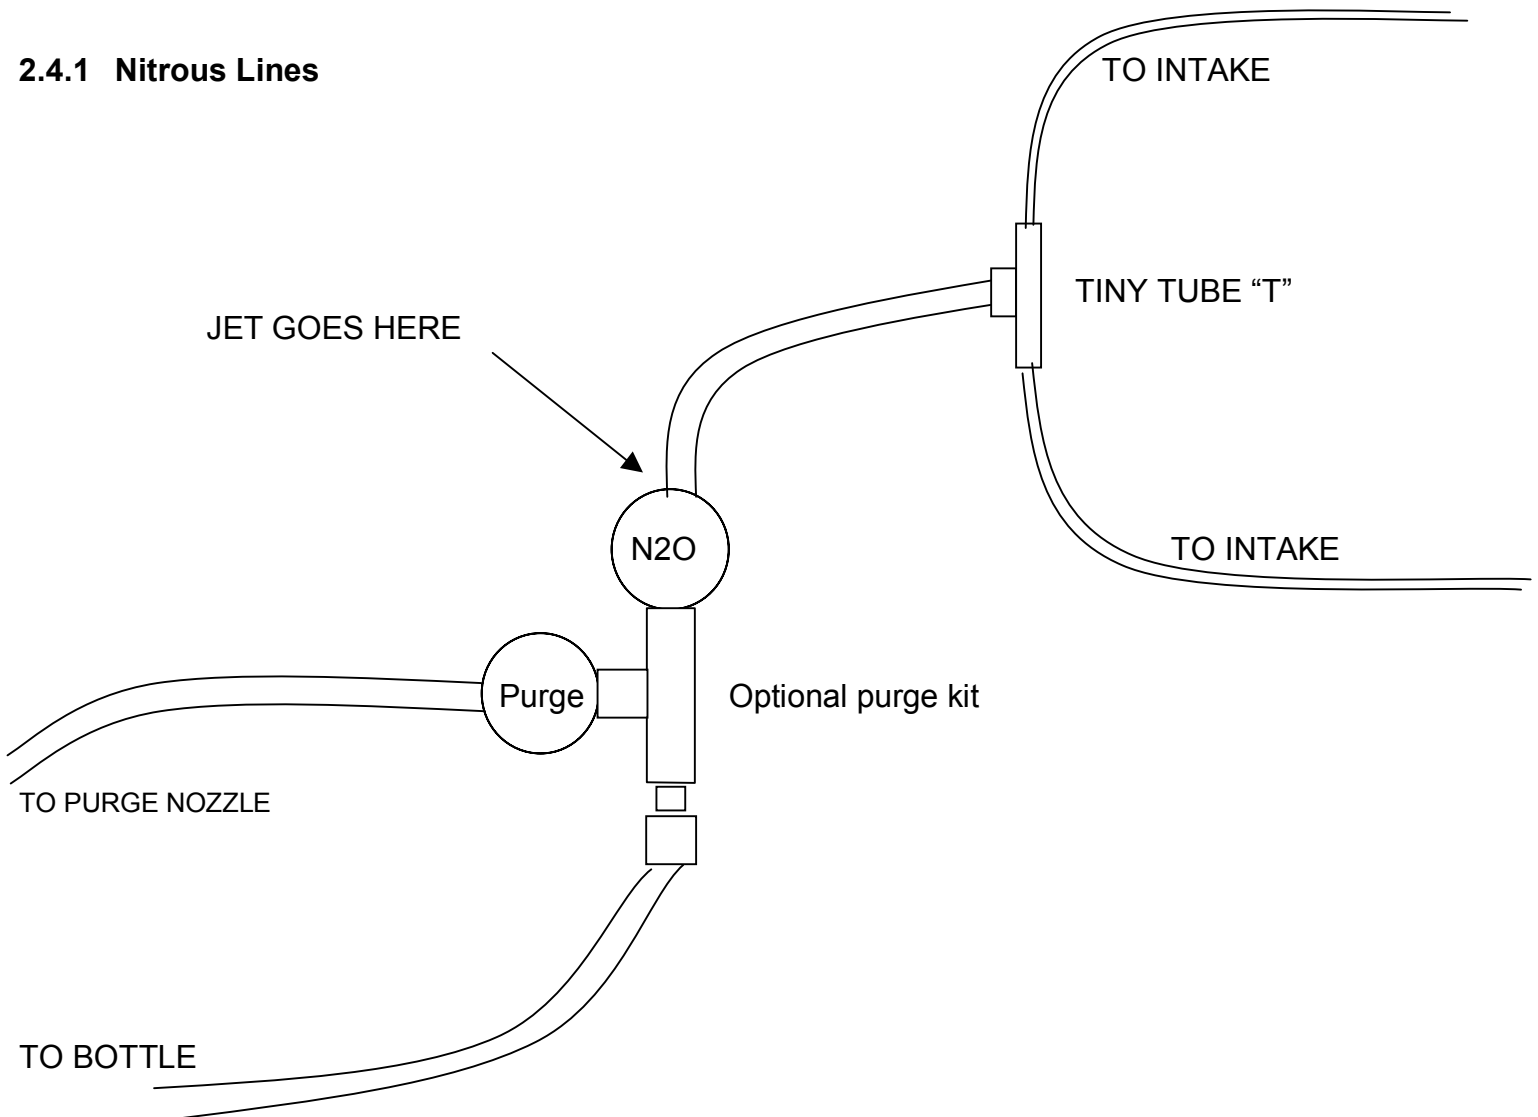 2.4.1 Nitrous Lines
TO INTAKE
TINY TUBE “T”
JET GOES HERE
N2O
TO INTAKE
Purge
Optional purge kit
TO PURGE NOZZLE
TO BOTTLE